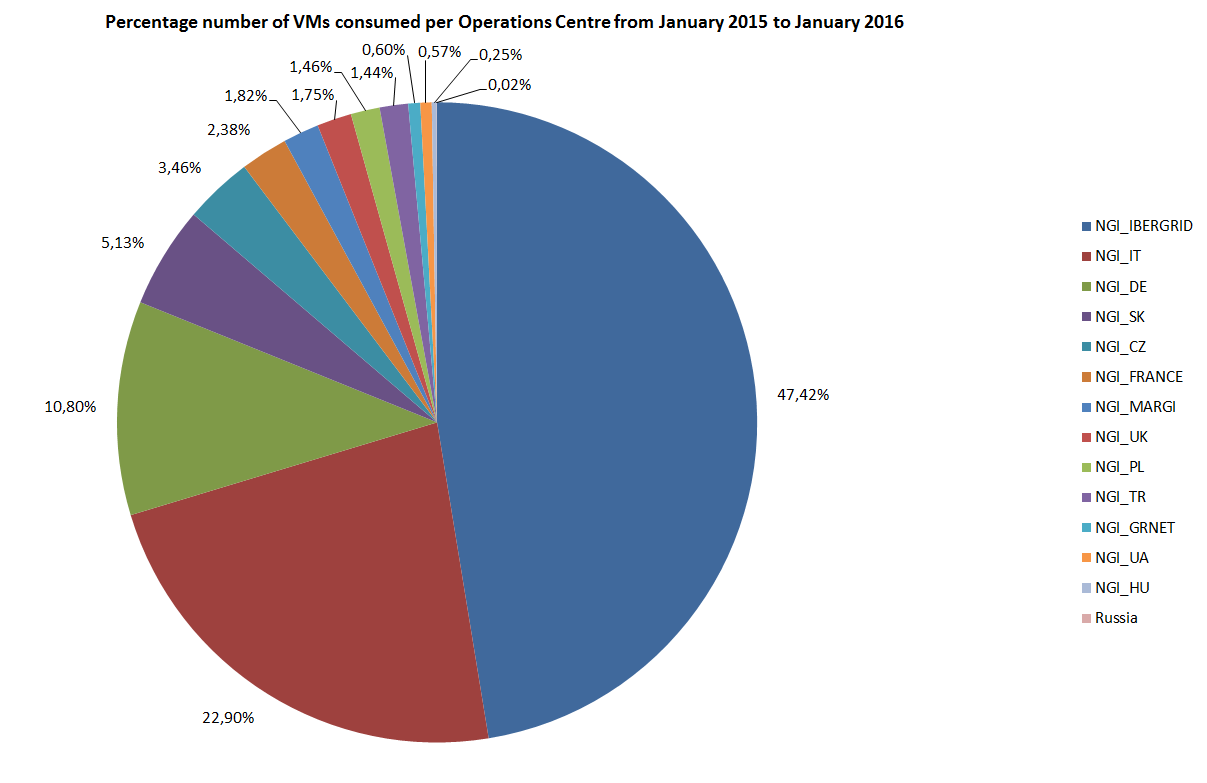 Percentage number of VMs consumed per Operations Centre from January 2015 to January 2016
47,42%
22,90%
10,80%
5,13%
3,46%
2,38%
1,82%
1,75%
1,46%
1,44%
0,60%
0,57%
0,25%
0,02%
NGI_IBERGRID
NGI_IT
NGI_DE
NGI_SK
NGI_CZ
NGI_FRANCE
NGI_MARGI
NGI_UK
NGI_PL
NGI_TR
NGI_GRNET
NGI_UA
NGI_HU
Russia